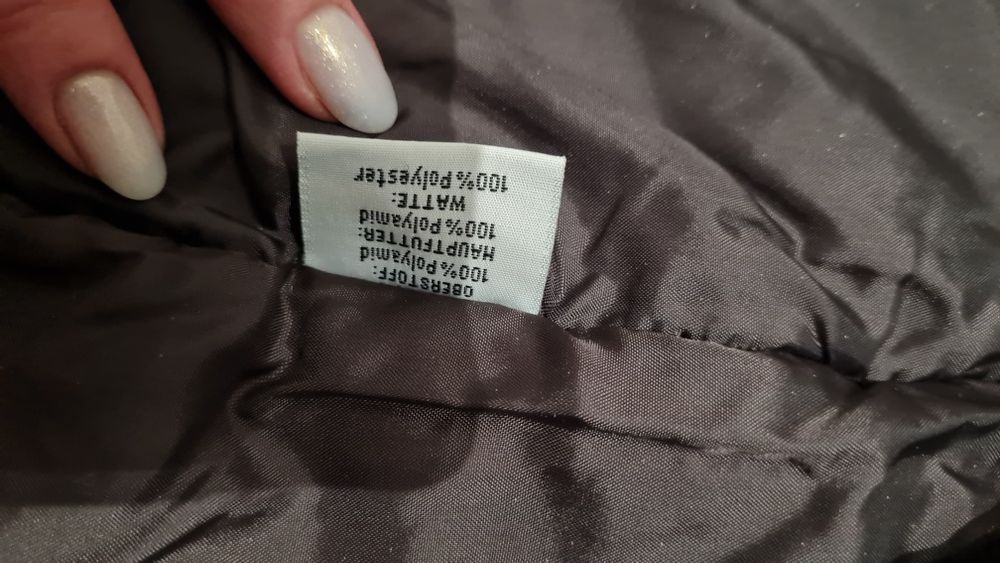 OBERSTOFF:
100% Polyamid
HAUPTFUTTER:
100% Polyamid
WATTE:
100% Polyester